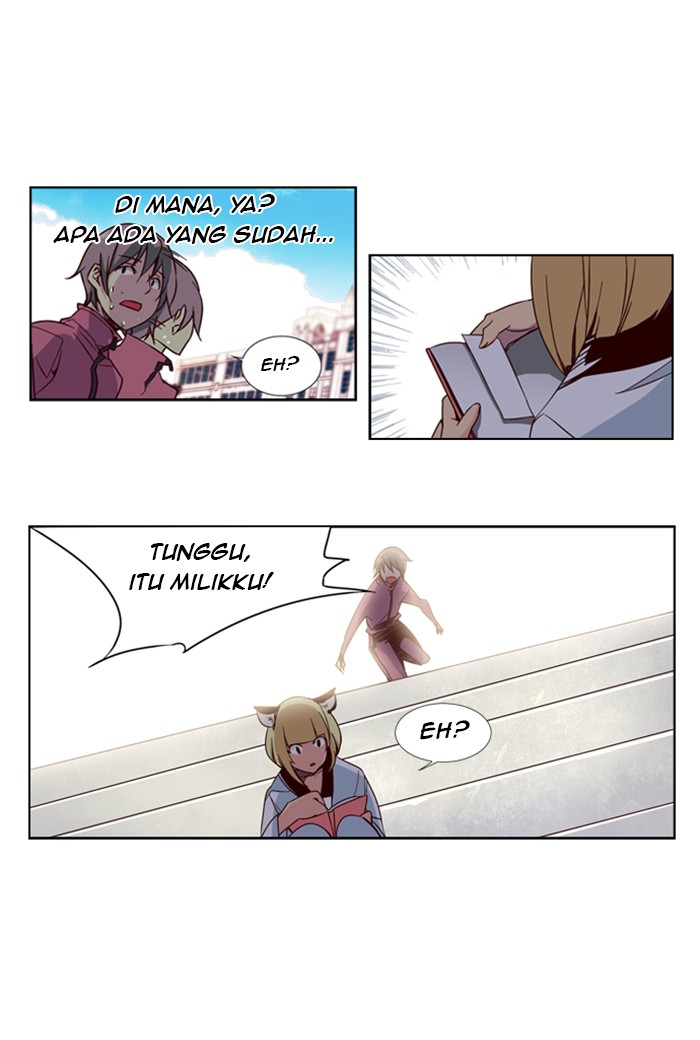 DI MANA, YA?
APA ADA YANG SUDAH...
EH?
TUNGGU,
ITU MILIKKU!
EH?